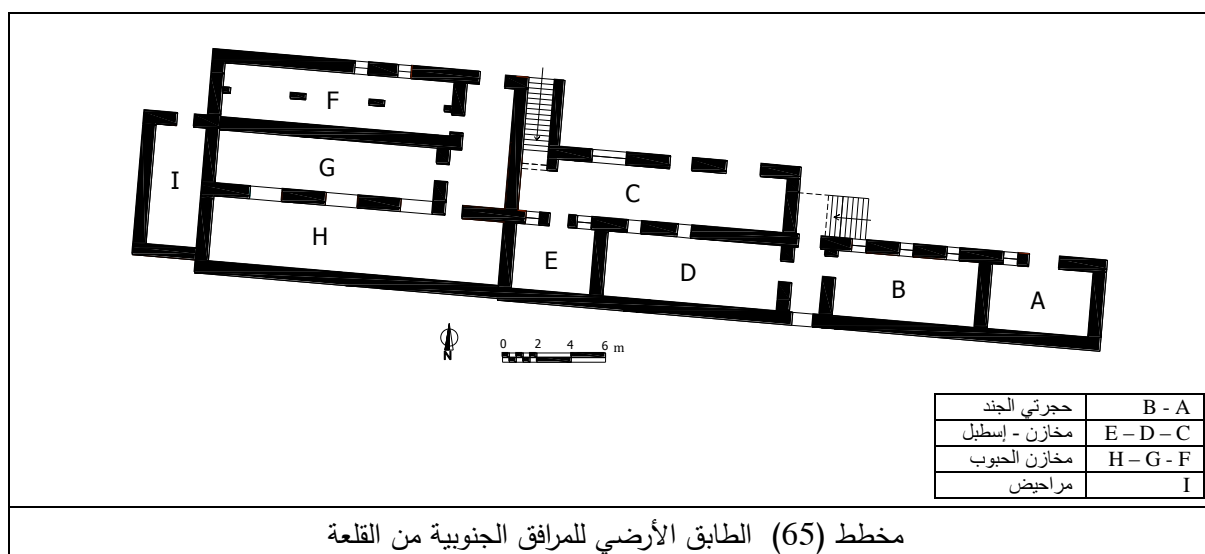 F
G
I
H
C
E
D
B
A
N
0 2 4 6 m
B - A حجرتي الجند
E – D – C مخازن - إسطبل
H – G - F مخازن الحبوب
I مراحيض
مخطط (65) الطابق الأرضي للمرافق الجنوبية من القلعة